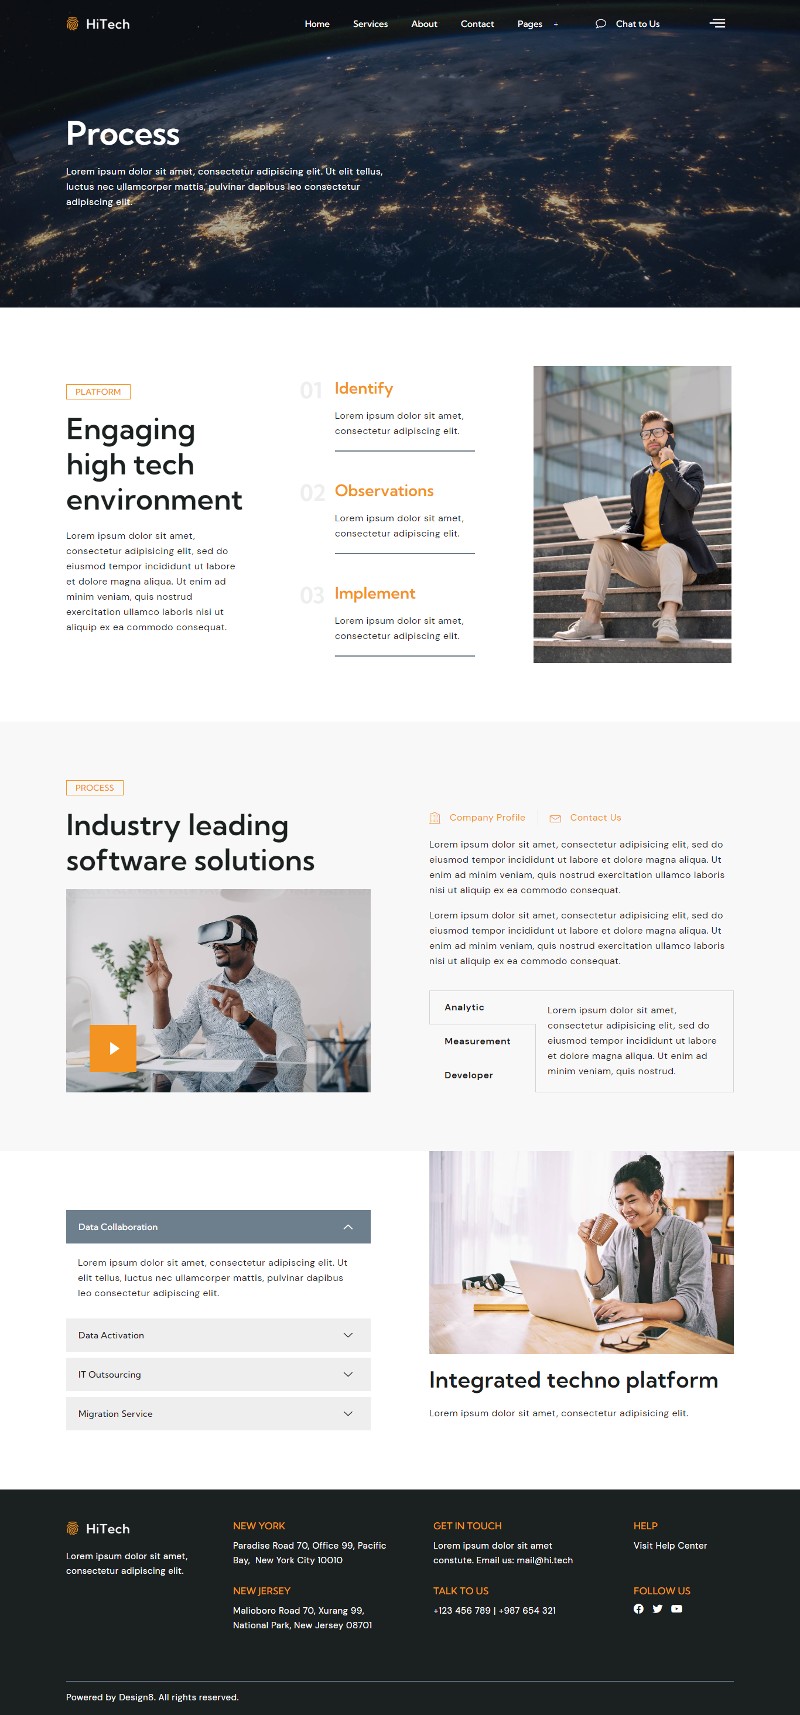 HiTech
Home Services About Contact Pages Chat to Us
Process
Lorem ipsum dolor sit amet, consectetur adipiscing elit. Ut elit tellus,
luctus nec ullamcorper mattis, pulvinar dapibus leo consectetur
adipiscing elit.
PLATFORM
Engaging
high tech
environment
Lorem ipsum dolor sit amet,
consectetur adipisicing elit, sed do
eiusmod tempor incididunt ut labore
et dolore magna aliqua. Ut enim ad
minim veniam, quis nostrud
exercitation ullamco laboris nisi ut
aliquip ex ea commodo consequat.
01 Identify
Lorem ipsum dolor sit amet,
consectetur adipiscing elit.
02 Observations
Lorem ipsum dolor sit amet,
consectetur adipiscing elit.
03 Implement
Lorem ipsum dolor sit amet,
consectetur adipiscing elit.
PROCESS
Industry leading
software solutions
Company Profile Contact Us
Lorem ipsum dolor sit amet, consectetur adipisicing elit, sed do
eiusmod tempor incididunt ut labore et dolore magna aliqua. Ut
enim ad minim veniam, quis nostrud exercitation ullamco laboris
nisi ut aliquip ex ea commodo consequat.
Lorem ipsum dolor sit amet, consectetur adipisicing elit, sed do
eiusmod tempor incididunt ut labore et dolore magna aliqua. Ut
enim ad minim veniam, quis nostrud exercitation ullamco laboris
nisi ut aliquip ex ea commodo consequat.
Analytic
Measurement
Developer
Lorem ipsum dolor sit amet,
consectetur adipisicing elit, sed do
eiusmod tempor incididunt ut labore
et dolore magna aliqua. Ut enim ad
minim veniam, quis nostrud.
Data Collaboration
Lorem ipsum dolor sit amet, consectetur adipiscing elit. Ut
elit tellus, luctus nec ullamcorper mattis, pulvinar dapibus
leo consectetur adipiscing elit.
Data Activation
IT Outsourcing
Migration Service
Integrated techno platform
Lorem ipsum dolor sit amet, consectetur adipiscing elit.
HiTech
Lorem ipsum dolor sit amet,
consectetur adipiscing elit.
NEW YORK
Paradise Road 70, Office 99, Pacific
Bay, New York City 10010
NEW JERSEY
Malioboro Road 70, Xurang 99,
National Park, New Jersey 08701
GET IN TOUCH
Lorem ipsum dolor sit amet
constute. Email us: mail@hi.tech
TALK TO US
+123 456 789 | +987 654 321
HELP
Visit Help Center
FOLLOW US
Powered by Design8. All rights reserved.